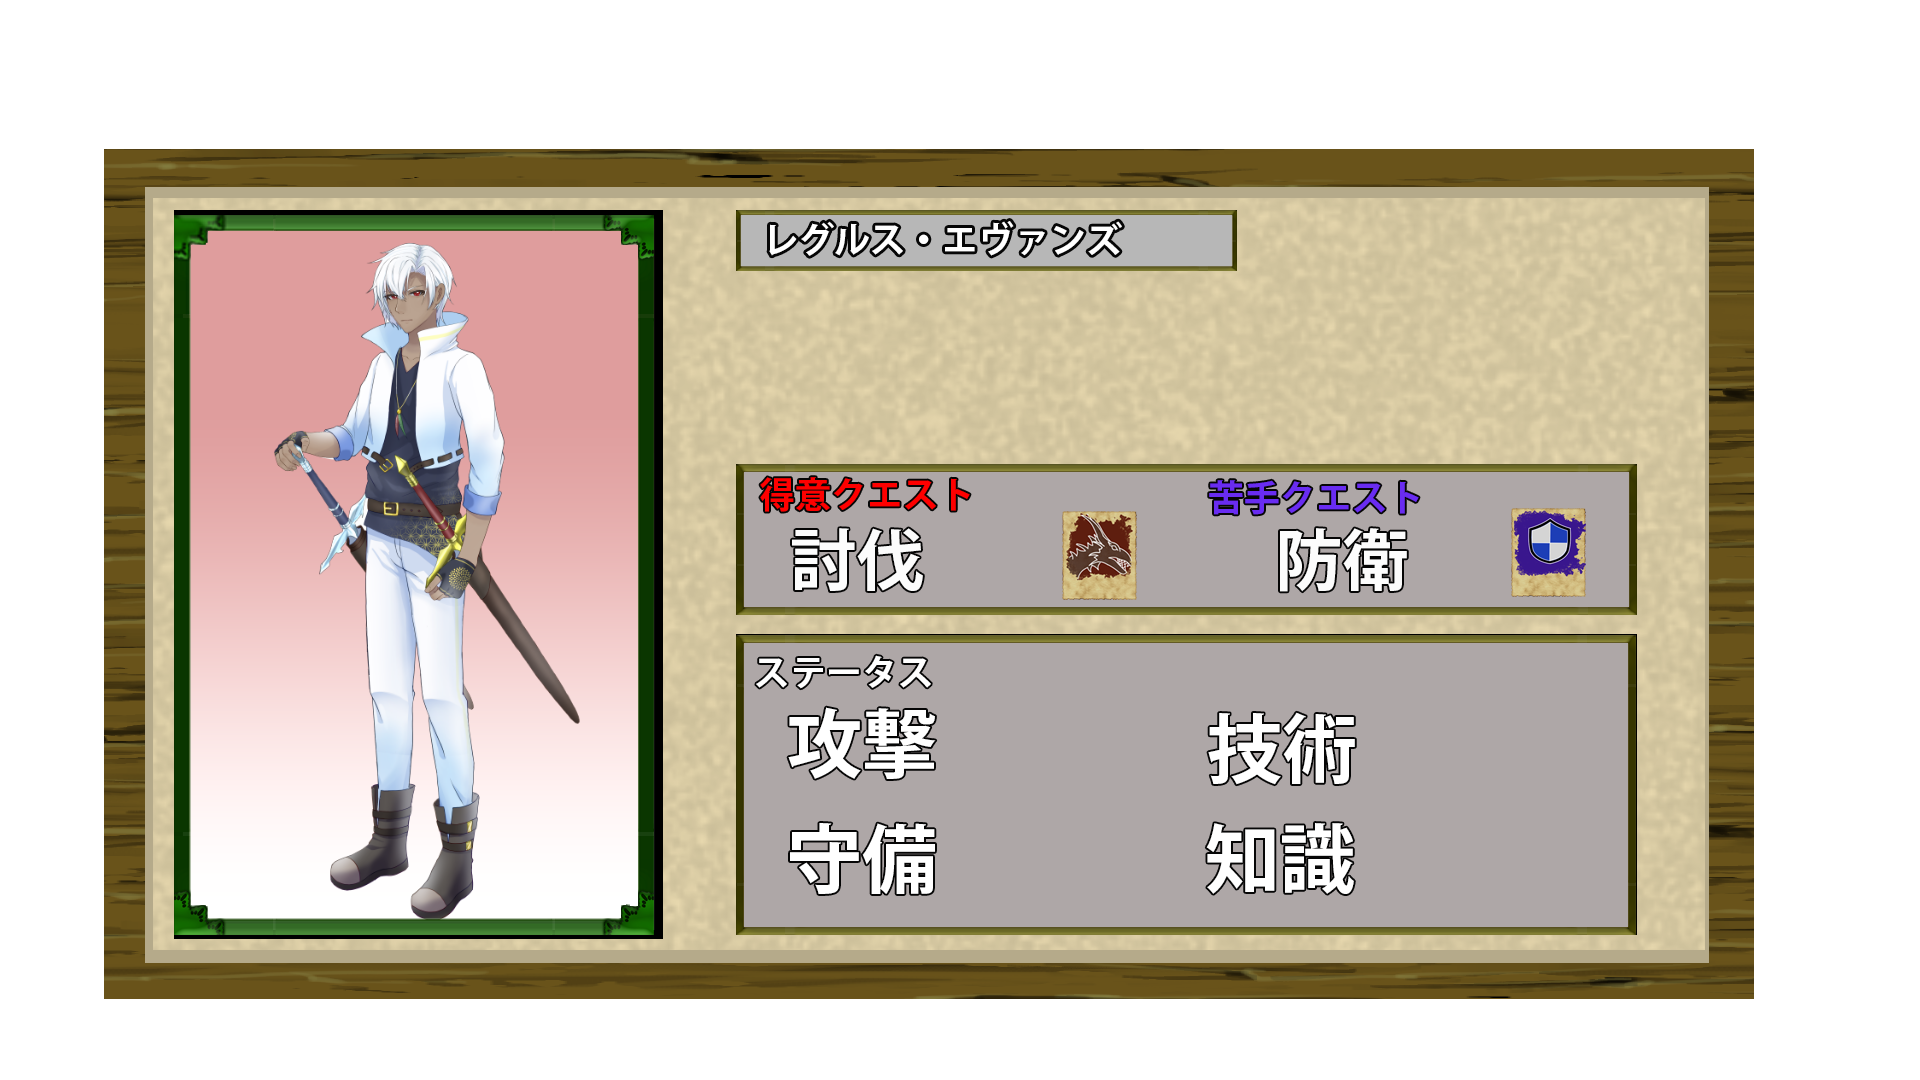 レグルス・エヴァンズ
得意クエスト
討伐
苦手クエスト
防衛
ステータス
攻撃
技術
守備
知識